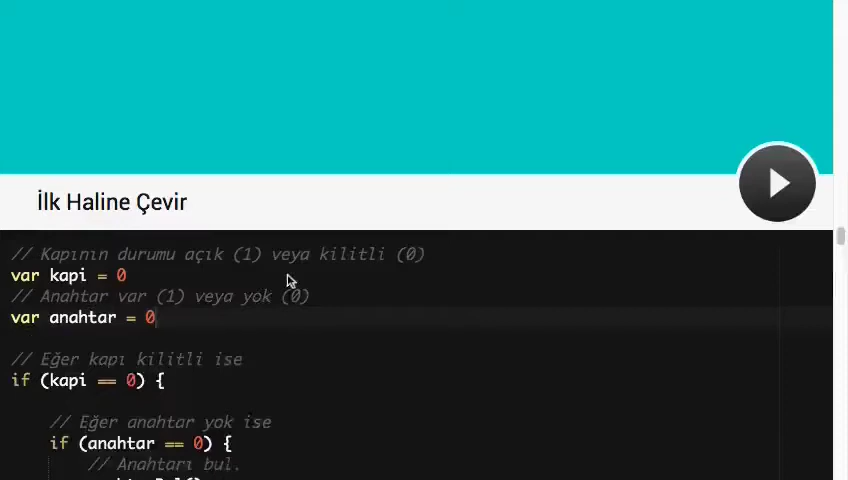 İlk Haline Çevir
// Kapının durumu açık (1) veya kilitli (0)
var kapi = 0
// Anahtar var (1) veya yok (0)
var anahtar = 0
// Eğer kapı kilitli ise
if (kapi == 0) {
// Eğer anahtar yok ise
if (anahtar == 0) {
// Anahtarı bul.